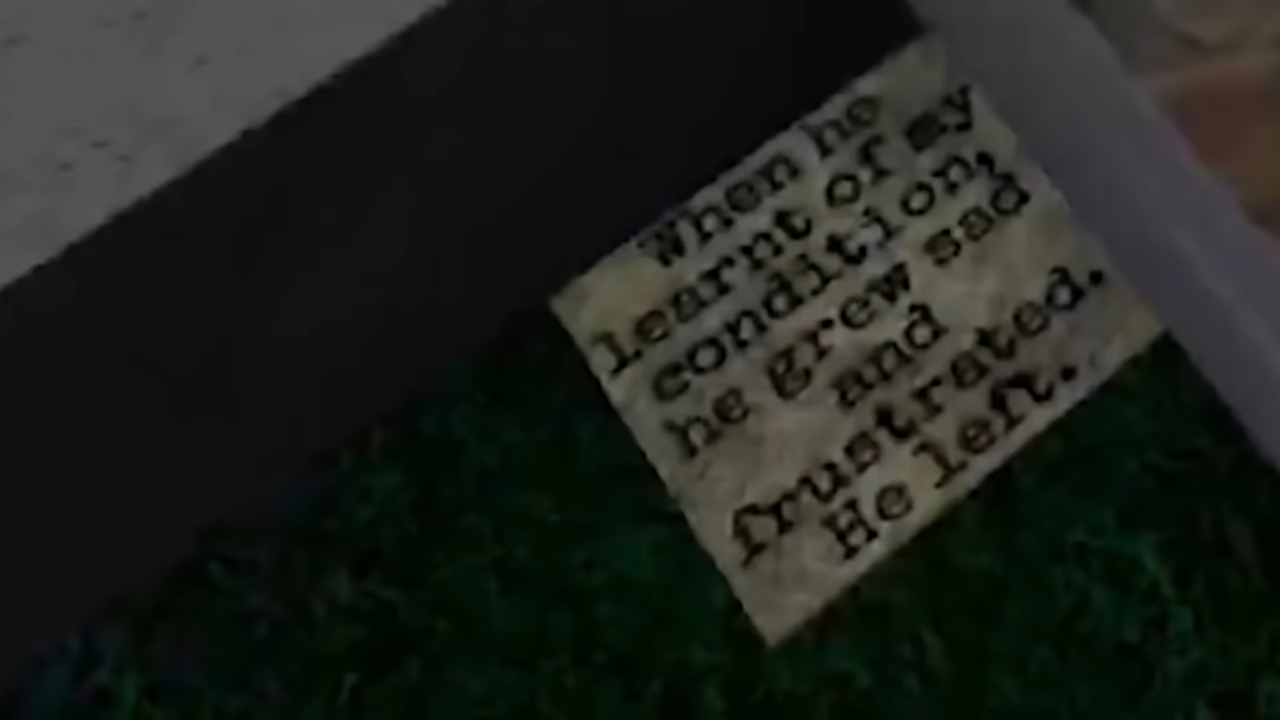 When he
learnt of my
condition,
he grew sad
and
frustrated.
He left.